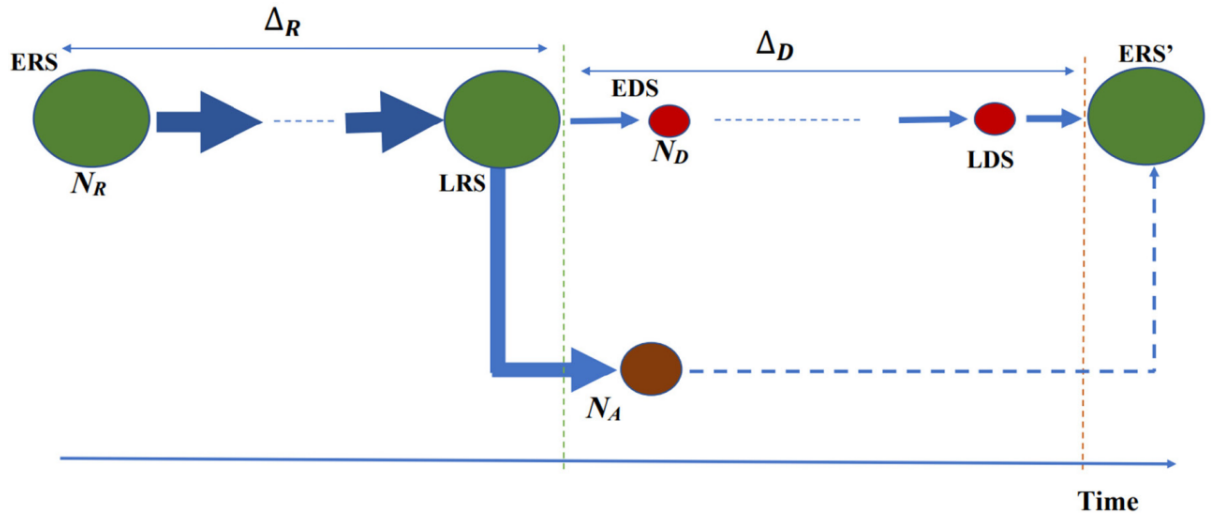 Δ_R
Δ_D
ERS
EDS
ERS’
N_R
LRS
N_D
LDS
N_A
Time